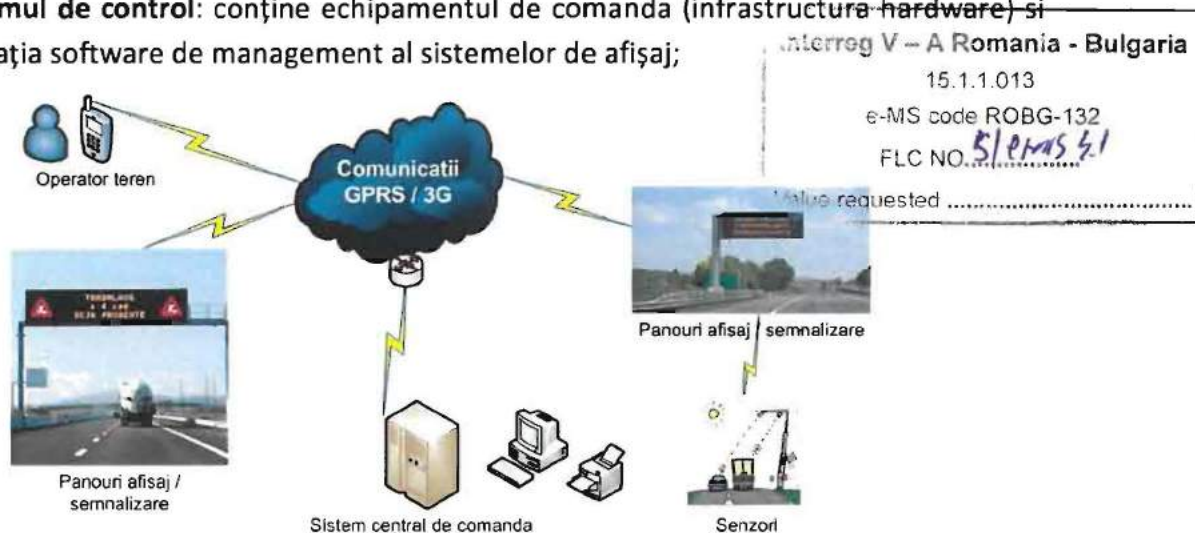 mul de control: conține echipamentul de comanda (infrastructura hardware) si
ația software de management al sistemelor de afișaj;
Interreg V – A Romania - Bulgaria
15.1.1.013
e-MS code ROBG-132
FLC NO.
Value requested
Operator teren
Comunicatii
GPRS / 3G
Panouri afisaj / semnalizare
Panouri afisaj /
semnalizare
Sistem central de comanda
Senzori